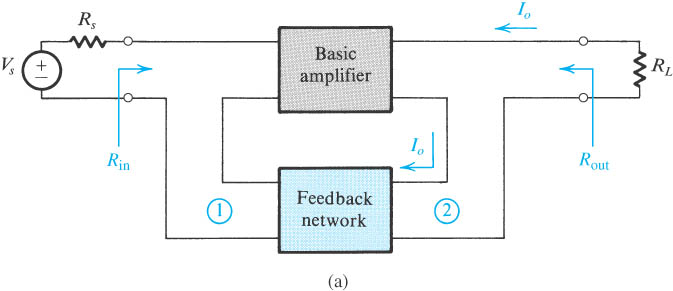 R_s
I_o
V_s
+
−
Basic
amplifier
R_L
R_in
I_o
R_out
1
2
Feedback
network
(a)